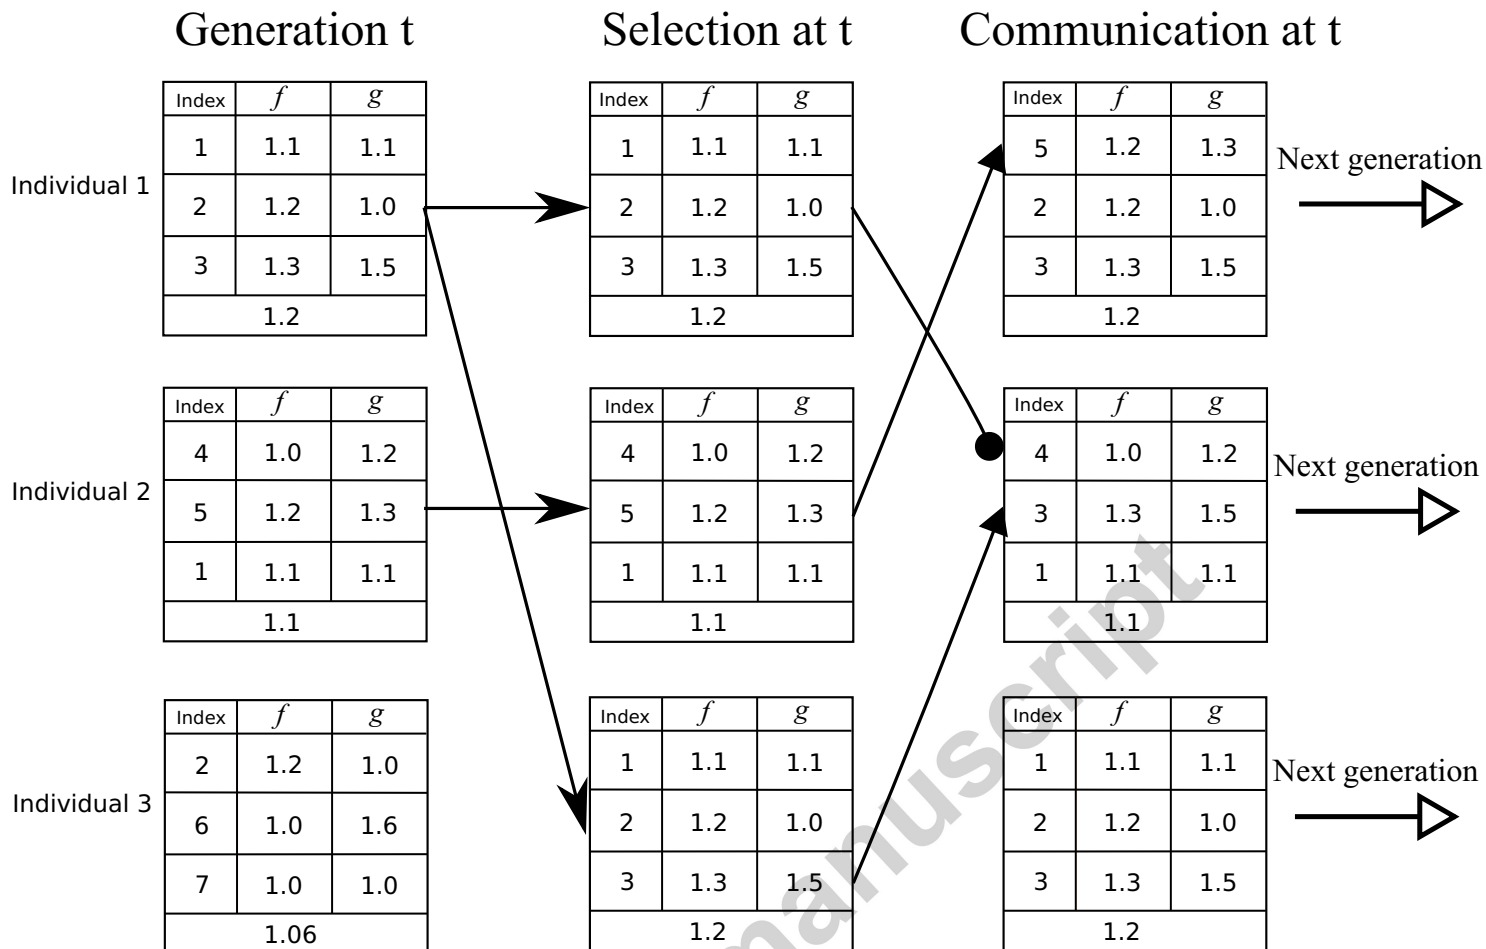 Generation t Selection at t Communication at t
Index f g Index f g Index f g
1 1.1 1.1 1 1.1 1.1 5 1.2 1.3 Next generation
Individual 1 2 1.2 1.0 2 1.2 1.0 2 1.2 1.0
3 1.3 1.5 3 1.3 1.5 3 1.3 1.5
1.2 1.2 1.2
Index f g Index f g Index f g
4 1.0 1.2 4 1.0 1.2 4 1.0 1.2 Next generation
Individual 2 5 1.2 1.3 5 1.2 1.3 3 1.3 1.5
1 1.1 1.1 1 1.1 1.1 1 1.1 1.1
1.1 1.1 1.1
Index f g Index f g Index f g
2 1.2 1.0 1 1.1 1.1 1 1.1 1.1 Next generation
Individual 3 6 1.0 1.6 2 1.2 1.0 2 1.2 1.0
7 1.0 1.0 3 1.3 1.5 3 1.3 1.5
1.06 1.2 1.2
manuscript